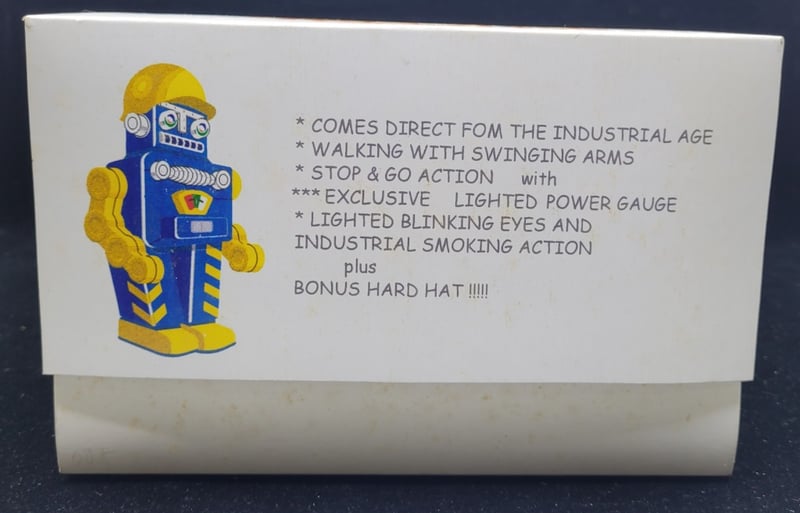 * COMES DIRECT FOM THE INDUSTRIAL AGE
* WALKING WITH SWINGING ARMS
* STOP & GO ACTION with
*** EXCLUSIVE LIGHTED POWER GAUGE
* LIGHTED BLINKING EYES AND
INDUSTRIAL SMOKING ACTION
plus
BONUS HARD HAT !!!!!